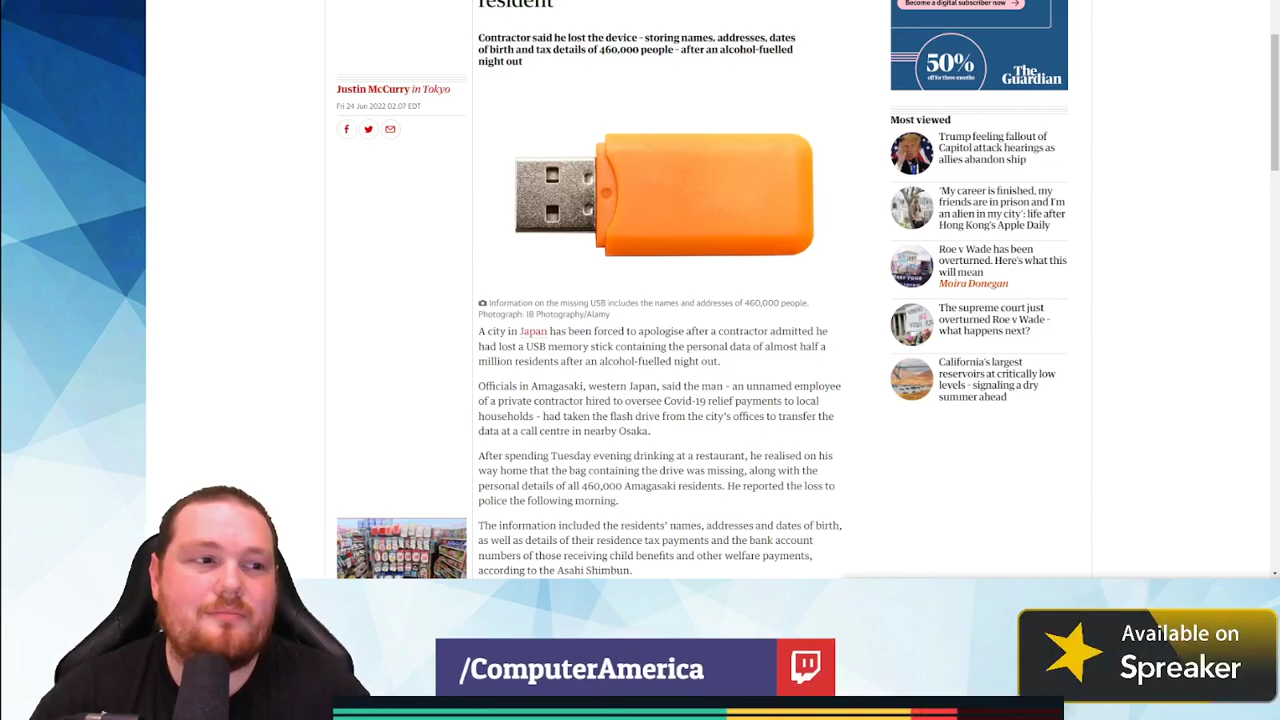 resident
Contractor said he lost the device – storing names, addresses, dates
of birth and tax details of 460,000 people – after an alcohol-fuelled
night out
Justin McCurry in Tokyo
Fri 24 Jun 2022 02.07 EDT
Information on the missing USB includes the names and addresses of 460,000 people.
Photograph: IB Photography/Alamy
A city in Japan has been forced to apologise after a contractor admitted he
had lost a USB memory stick containing the personal data of almost half a
million residents after an alcohol-fuelled night out.
Officials in Amagasaki, western Japan, said the man – an unnamed employee
of a private contractor hired to oversee Covid-19 relief payments to local
households – had taken the flash drive from the city's offices to transfer the
data at a call centre in nearby Osaka.
After spending Tuesday evening drinking at a restaurant, he realised on his
way home that the bag containing the drive was missing, along with the
personal details of all 460,000 Amagasaki residents. He reported the loss to
police the following morning.
The information included the residents' names, addresses and dates of birth,
as well as details of their residence tax payments and the bank account
numbers of those receiving child benefits and other welfare payments,
according to the Asahi Shimbun.
Become a digital subscriber now
50%
off for three months
The
Guardian
Most viewed
Trump feeling fallout of
Capitol attack hearings as
allies abandon ship
'My career is finished, my
friends are in prison and I'm
an alien in my city': life after
Hong Kong's Apple Daily
Roe v Wade has been
overturned. Here's what this
will mean
Moira Donegan
The supreme court just
overturned Roe v Wade –
what happens next?
California's largest
reservoirs at critically low
levels – signaling a dry
summer ahead
/ComputerAmerica
Available on
Spreaker